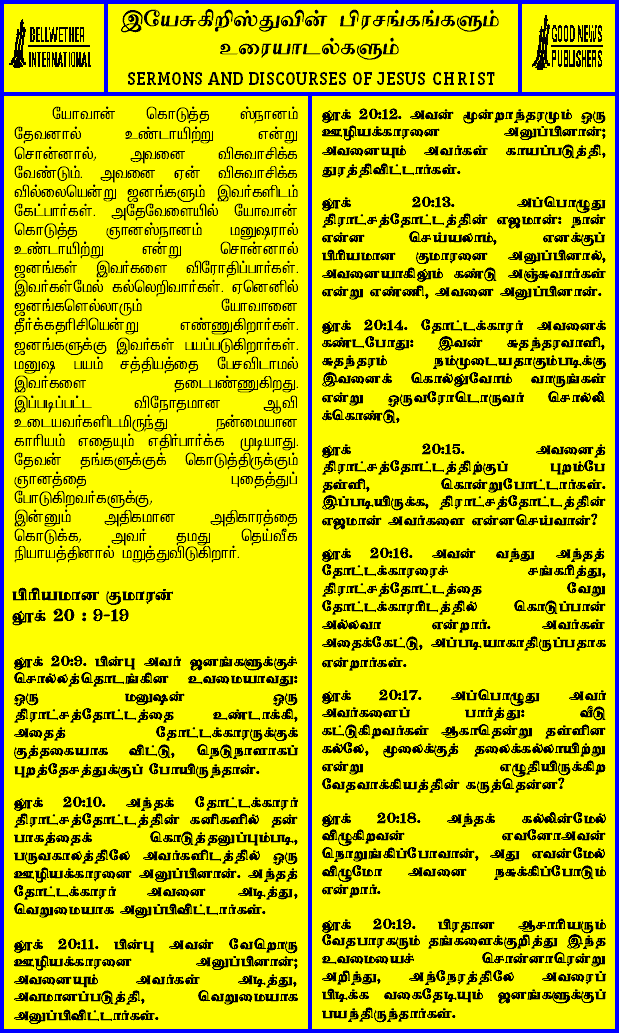 BELLWETHER
INTERNATIONAL
இயேசுகிறிஸ்துவின் பிரசங்கங்களும்
உரையாடல்களும்
SERMONS AND DISCOURSES OF JESUS CHRIST
GOOD NEWS
PUBLISHERS
யோவான் கொடுத்த ஸ்நானம்
தேவனால் உண்டாயிற்று என்று
சொன்னால், அவனை விசுவாசிக்க
வேண்டும். அவனை ஏன் விசுவாசிக்க
வில்லையென்று ஜனங்களும் இவர்களிடம்
கேட்பார்கள். அதேவேளையில் யோவான்
கொடுத்த ஞானஸ்நானம் மனுஷரால்
உண்டாயிற்று என்று சொன்னால்
ஜனங்கள் இவர்களை விரோதிப்பார்கள்.
இவர்கள்மேல் கல்லெறிவார்கள். ஏனெனில்
ஜனங்களெல்லாரும் யோவானை
தீர்க்கதரிசியென்று எண்ணுகிறார்கள்.
ஜனங்களுக்கு இவர்கள் பயப்படுகிறார்கள்.
மனுஷ பயம் சத்தியத்தை பேசவிடாமல்
இவர்களை தடைபண்ணுகிறது.
இப்படிப்பட்ட விநோதமான ஆவி
உடையவர்களிடமிருந்து நன்மையான
காரியம் எதையும் எதிர்பார்க்க முடியாது.
தேவன் தங்களுக்குக் கொடுத்திருக்கும்
ஞானத்தை புதைத்துப்
போடுகிறவர்களுக்கு,
இன்னும் அதிகமான அதிகாரத்தை
கொடுக்க, அவர் தமது தெய்வீக
நியாயத்தினால் மறுத்துவிடுகிறார்.
பிரியமான குமாரன்
லூக் 20 : 9-19
லூக் 20:9. பின்பு அவர் ஜனங்களுக்குச்
சொல்லத்தொடங்கின உவமையாவது:
ஒரு மனுஷன் ஒரு
திராட்சத்தோட்டத்தை உண்டாக்கி,
அதைத் தோட்டக்காரருக்குக்
குத்தகையாக விட்டு, நெடுநாளாகப்
புறத்தேசத்துக்குப் போயிருந்தான்.
லூக் 20:10. அந்தக் தோட்டக்காரர்
திராட்சத்தோட்டத்தின் கனிகளில் தன்
பாகத்தைக் கொடுத்தனுப்பும்படி,
பருவகாலத்திலே அவர்களிடத்தில் ஒரு
ஊழியக்காரனை அனுப்பினான். அந்தத்
தோட்டக்காரர் அவனை அடித்து,
வெறுமையாக அனுப்பிவிட்டார்கள்.
லூக் 20:11. பின்பு அவன் வேறொரு
ஊழியக்காரனை அனுப்பினான்;
அவனையும் அவர்கள் அடித்து,
அவமானப்படுத்தி, வெறுமையாக
அனுப்பிவிட்டார்கள்.
லூக் 20:12. அவன் மூன்றாந்தரமும் ஒரு
ஊழியக்காரனை அனுப்பினான்;
அவனையும் அவர்கள் காயப்படுத்தி,
துரத்திவிட்டார்கள்.
லூக் 20:13. அப்பொழுது
திராட்சத்தோட்டத்தின் எஜமான்: நான்
என்ன செய்யலாம், எனக்குப்
பிரியமான குமாரனை அனுப்பினால்,
அவனையாகிலும் கண்டு அஞ்சுவார்கள்
என்று எண்ணி, அவனை அனுப்பினான்.
லூக் 20:14. தோட்டக்காரர் அவனைக்
கண்டபோது: இவன் சுதந்தரவாளி,
சுதந்தரம் நம்முடையதாகும்படிக்கு
இவனைக் கொல்லுவோம் வாருங்கள்
என்று ஒருவரோடொருவர் சொல்லி
க்கொண்டு,
லூக் 20:15. அவனைத்
திராட்சத்தோட்டத்திற்குப் புறம்பே
தள்ளி, கொன்றுபோட்டார்கள்.
இப்படியிருக்க, திராட்சத்தோட்டத்தின்
எஜமான் அவர்களை என்னசெய்வான்?
லூக் 20:16. அவன் வந்து அந்தத்
தோட்டக்காரரைச் சங்கரித்து,
திராட்சத்தோட்டத்தை வேறு
தோட்டக்காரரிடத்தில் கொடுப்பான்
அல்லவா என்றார். அவர்கள்
அதைக்கேட்டு, அப்படியாகாதிருப்பதாக
என்றார்கள்.
லூக் 20:17. அப்பொழுது அவர்
அவர்களைப் பார்த்து: வீடு
கட்டுகிறவர்கள் ஆகாதென்று தள்ளின
கல்லே, மூலைக்குத் தலைக்கல்லாயிற்று
என்று எழுதியிருக்கிற
வேதவாக்கியத்தின் கருத்தென்ன?
லூக் 20:18. அந்தக் கல்லின்மேல்
விழுகிறவன் எவனோஅவன்
நொறுங்கிப்போவான், அது எவன்மேல்
விழுமோ அவனை நசுக்கிப்போடும்
என்றார்.
லூக் 20:19. பிரதான ஆசாரியரும்
வேதபாரகரும் தங்களைக்குறித்து இந்த
உவமையைச் சொன்னாரென்று
அறிந்து, அந்நேரத்திலே அவரைப்
பிடிக்க வகைதேடியும் ஜனங்களுக்குப்
பயந்திருந்தார்கள்.